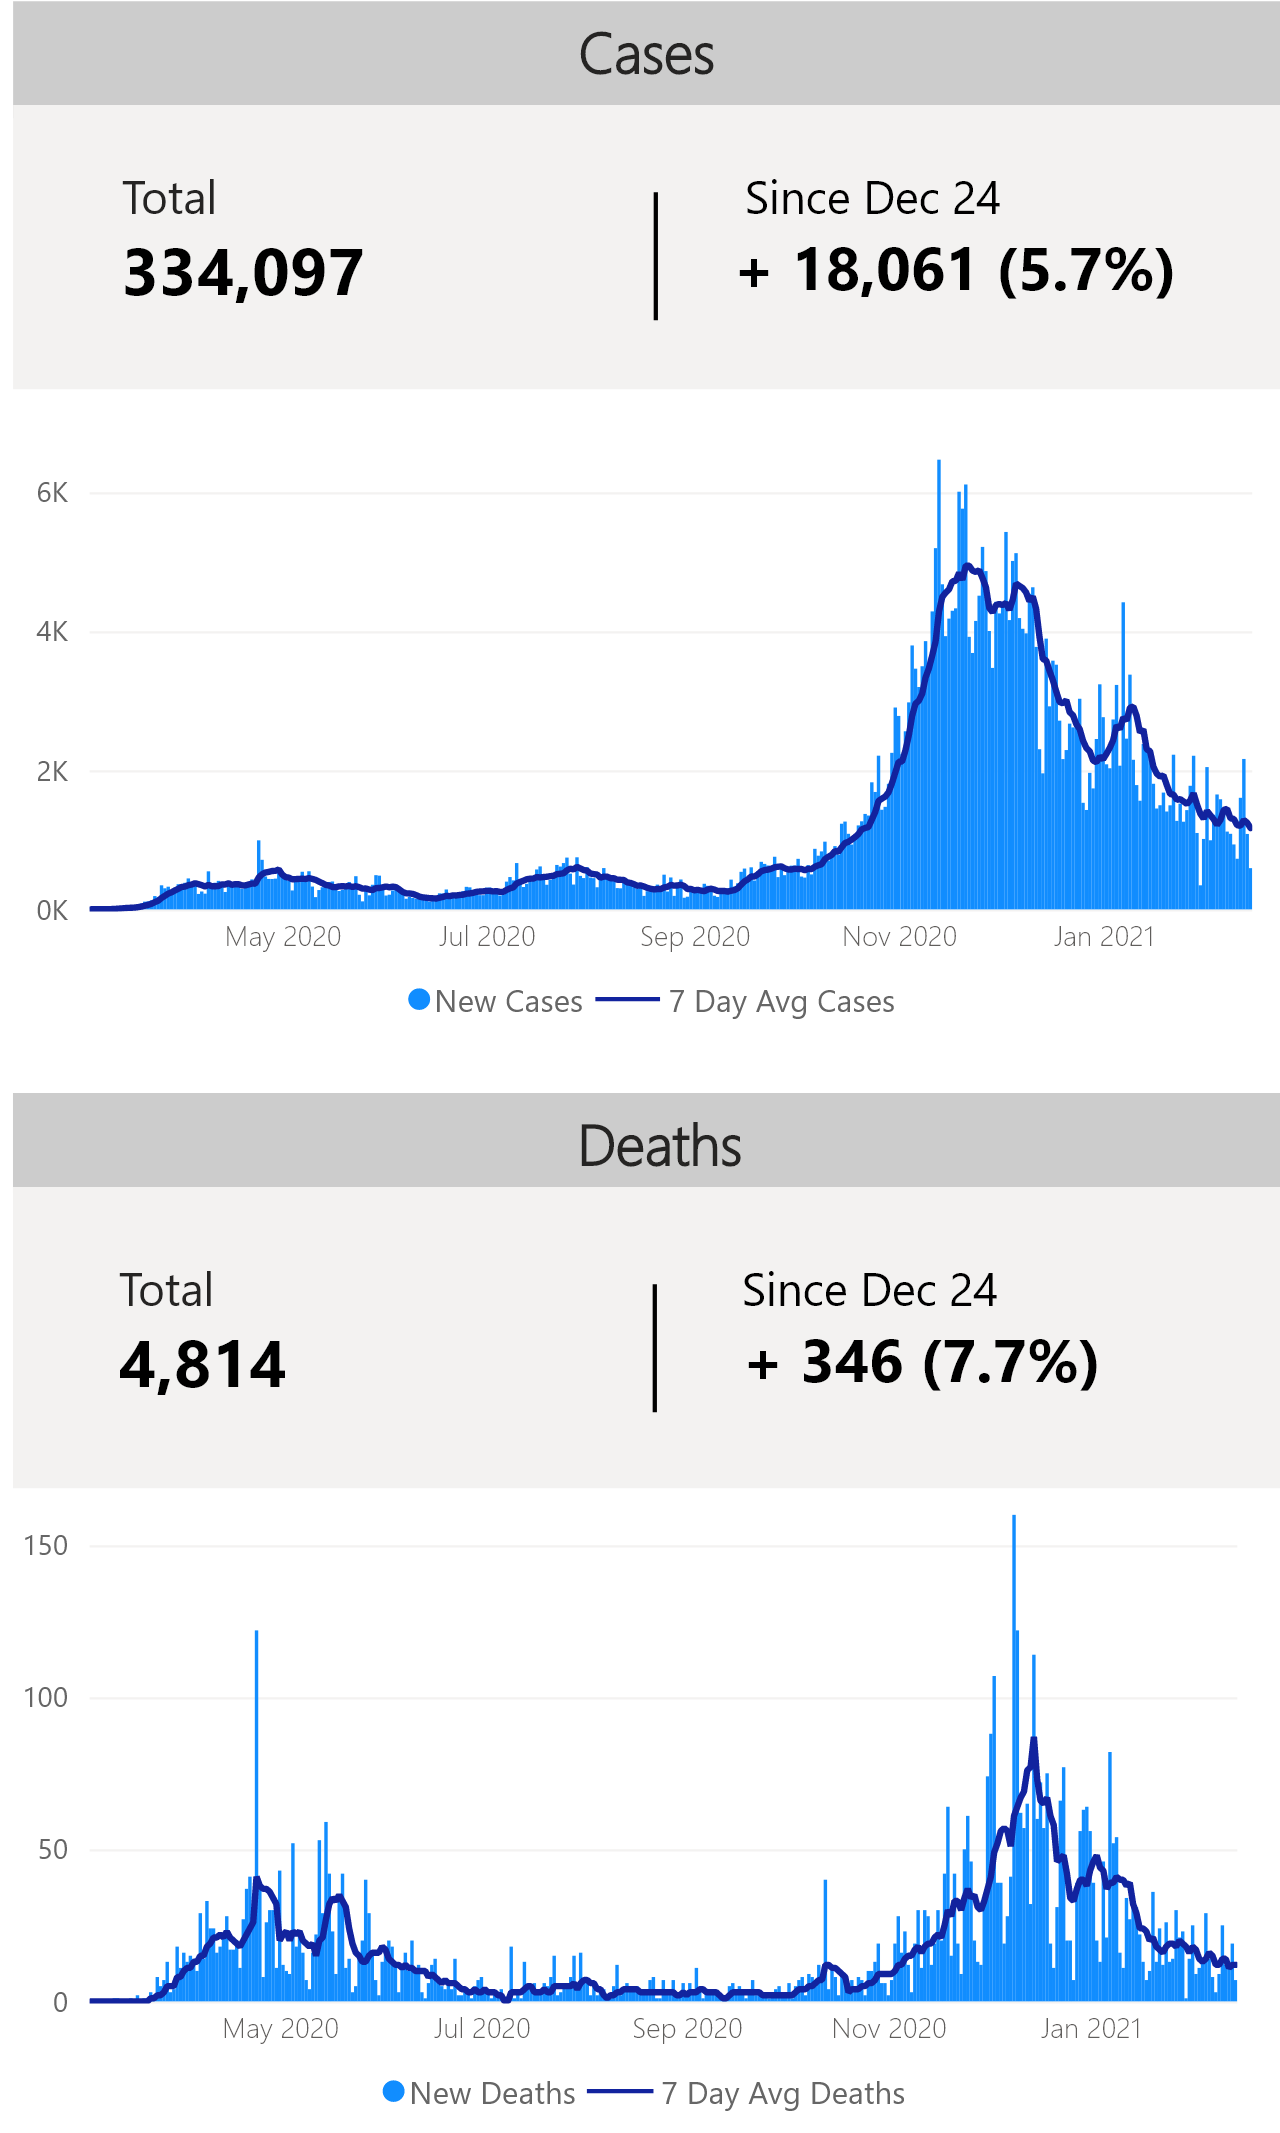 Cases
Total
Since Dec 24
334,097
+ 18,061 (5.7%)
6K
4K
2K
0K
May 2020 Jul 2020 Sep 2020 Nov 2020 Jan 2021
New Cases 7 Day Avg Cases
Deaths
Total
Since Dec 24
4,814
+ 346 (7.7%)
150
100
50
0
May 2020 Jul 2020 Sep 2020 Nov 2020 Jan 2021
New Deaths 7 Day Avg Deaths